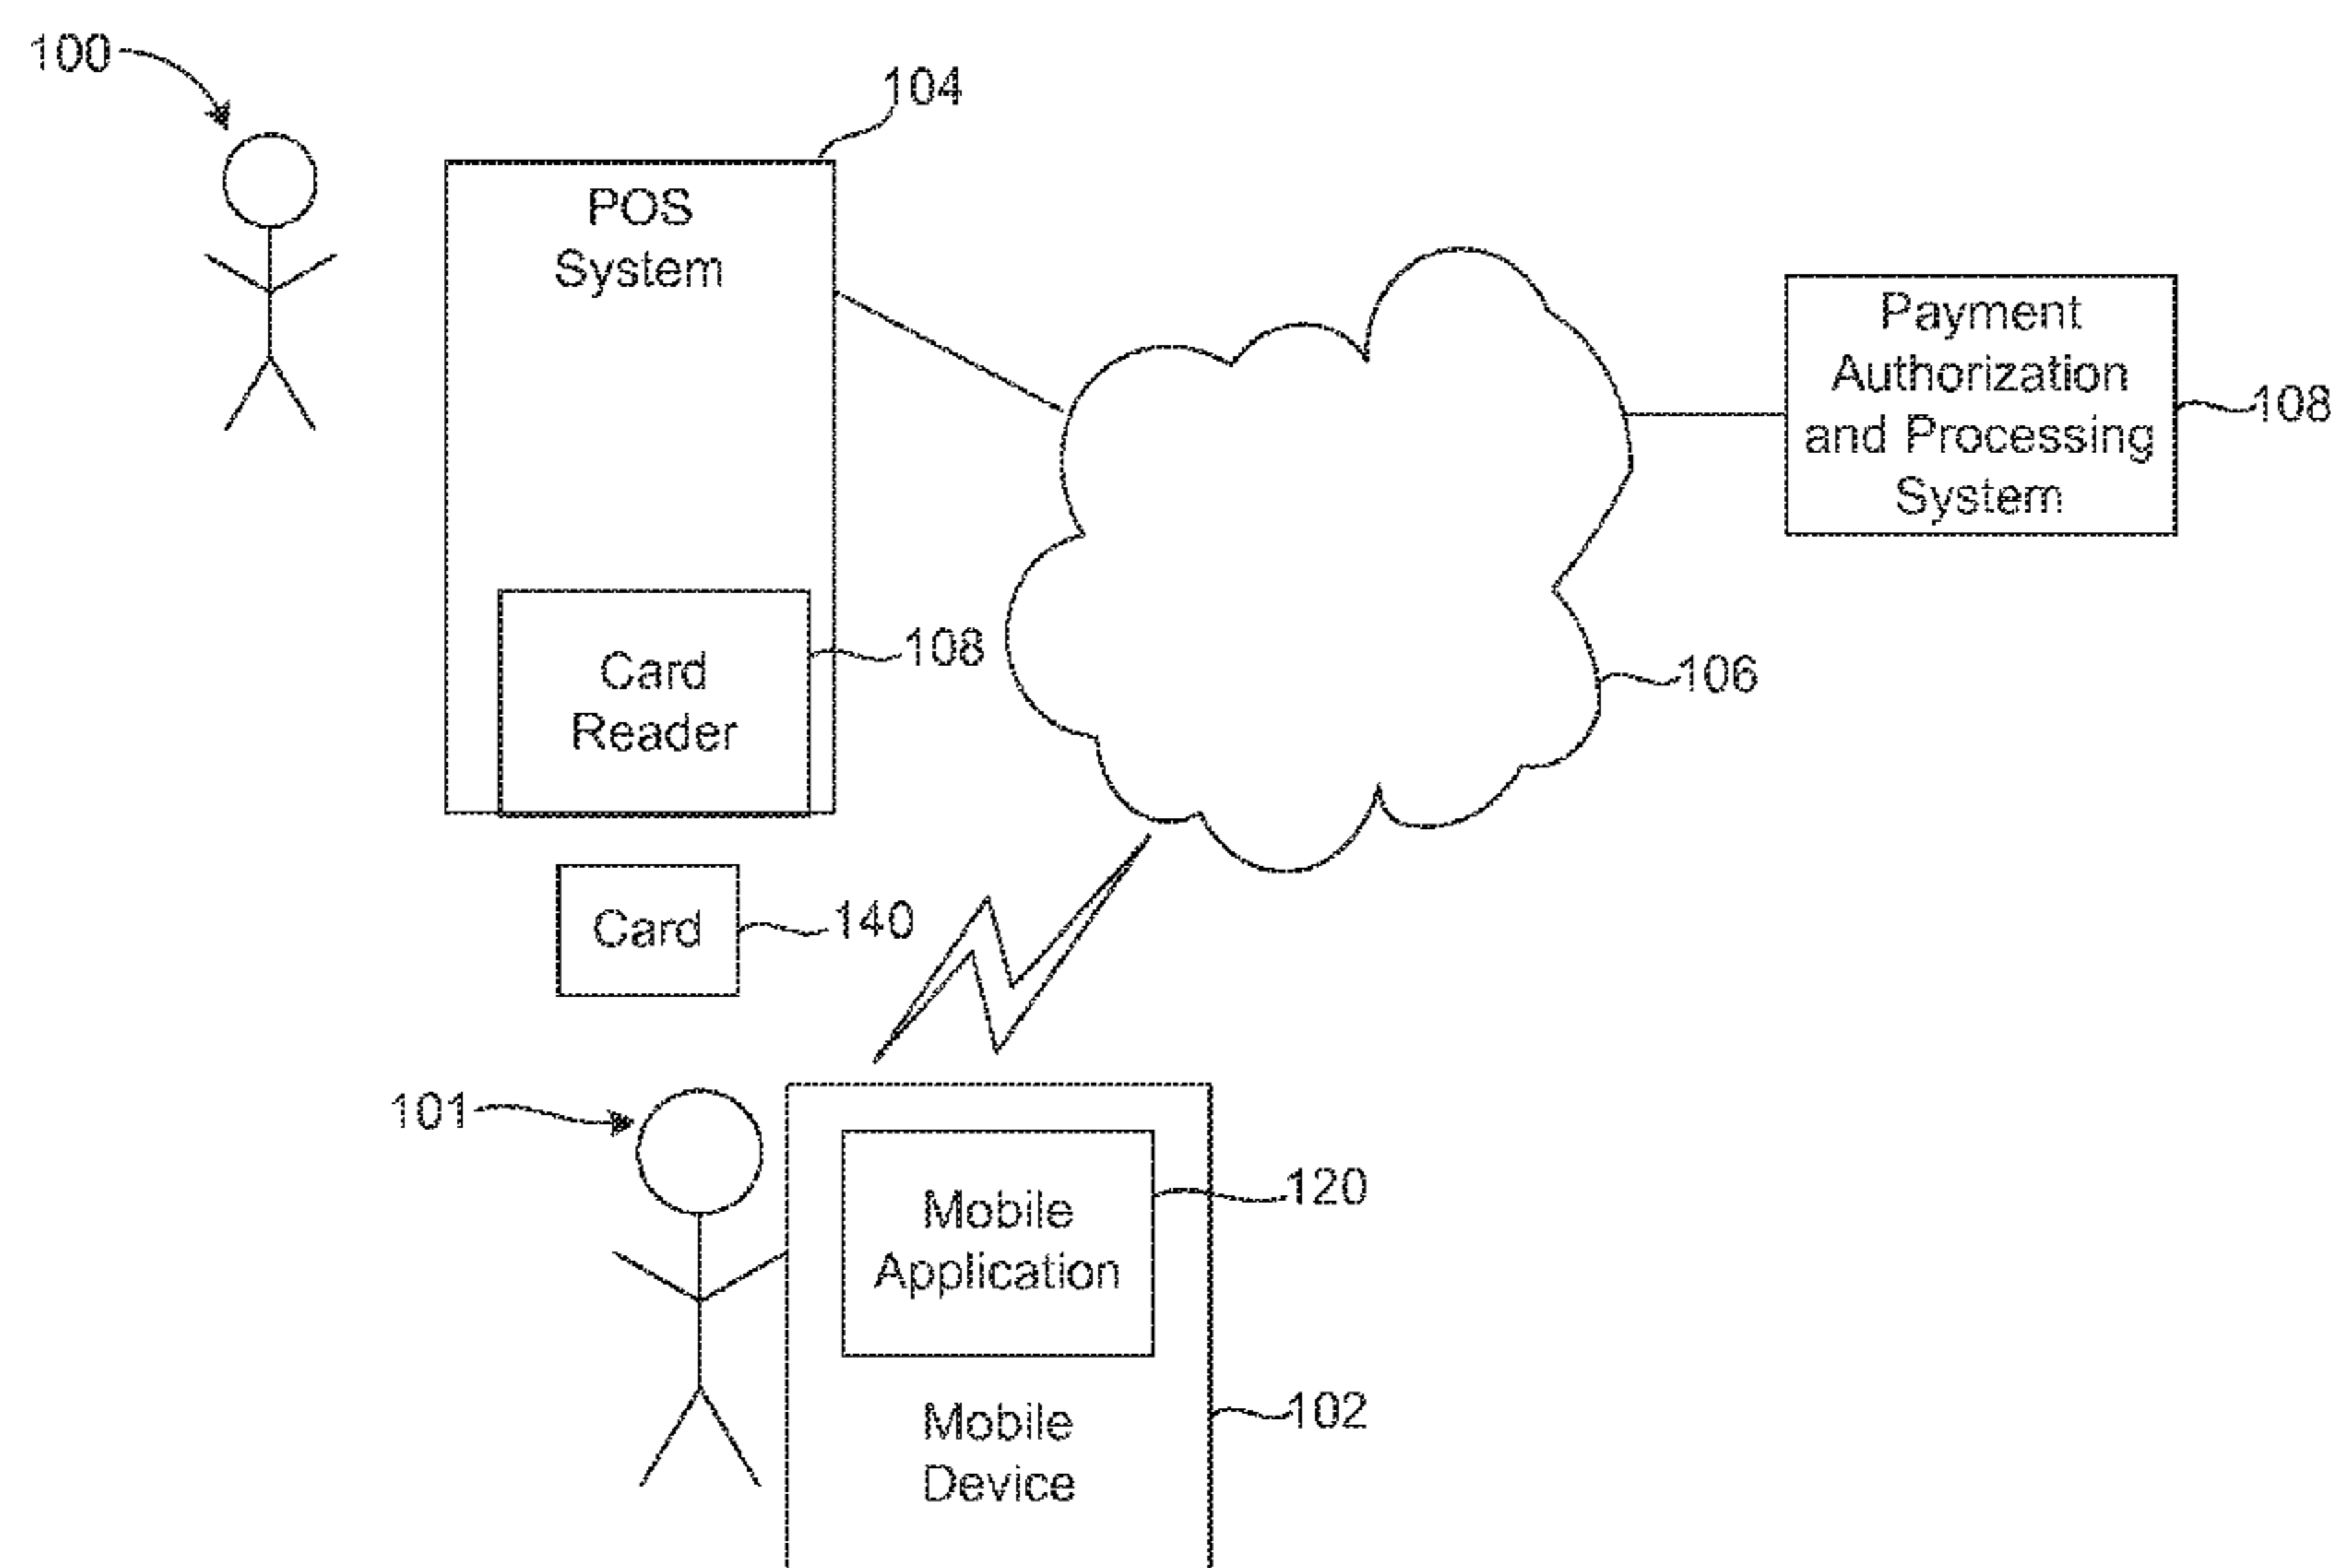 100
104
POS
System
Payment
Authorization
and Processing
System
108
Card
Reader
108
106
Card
140
101
Mobile
Application
120
Mobile
Device
102